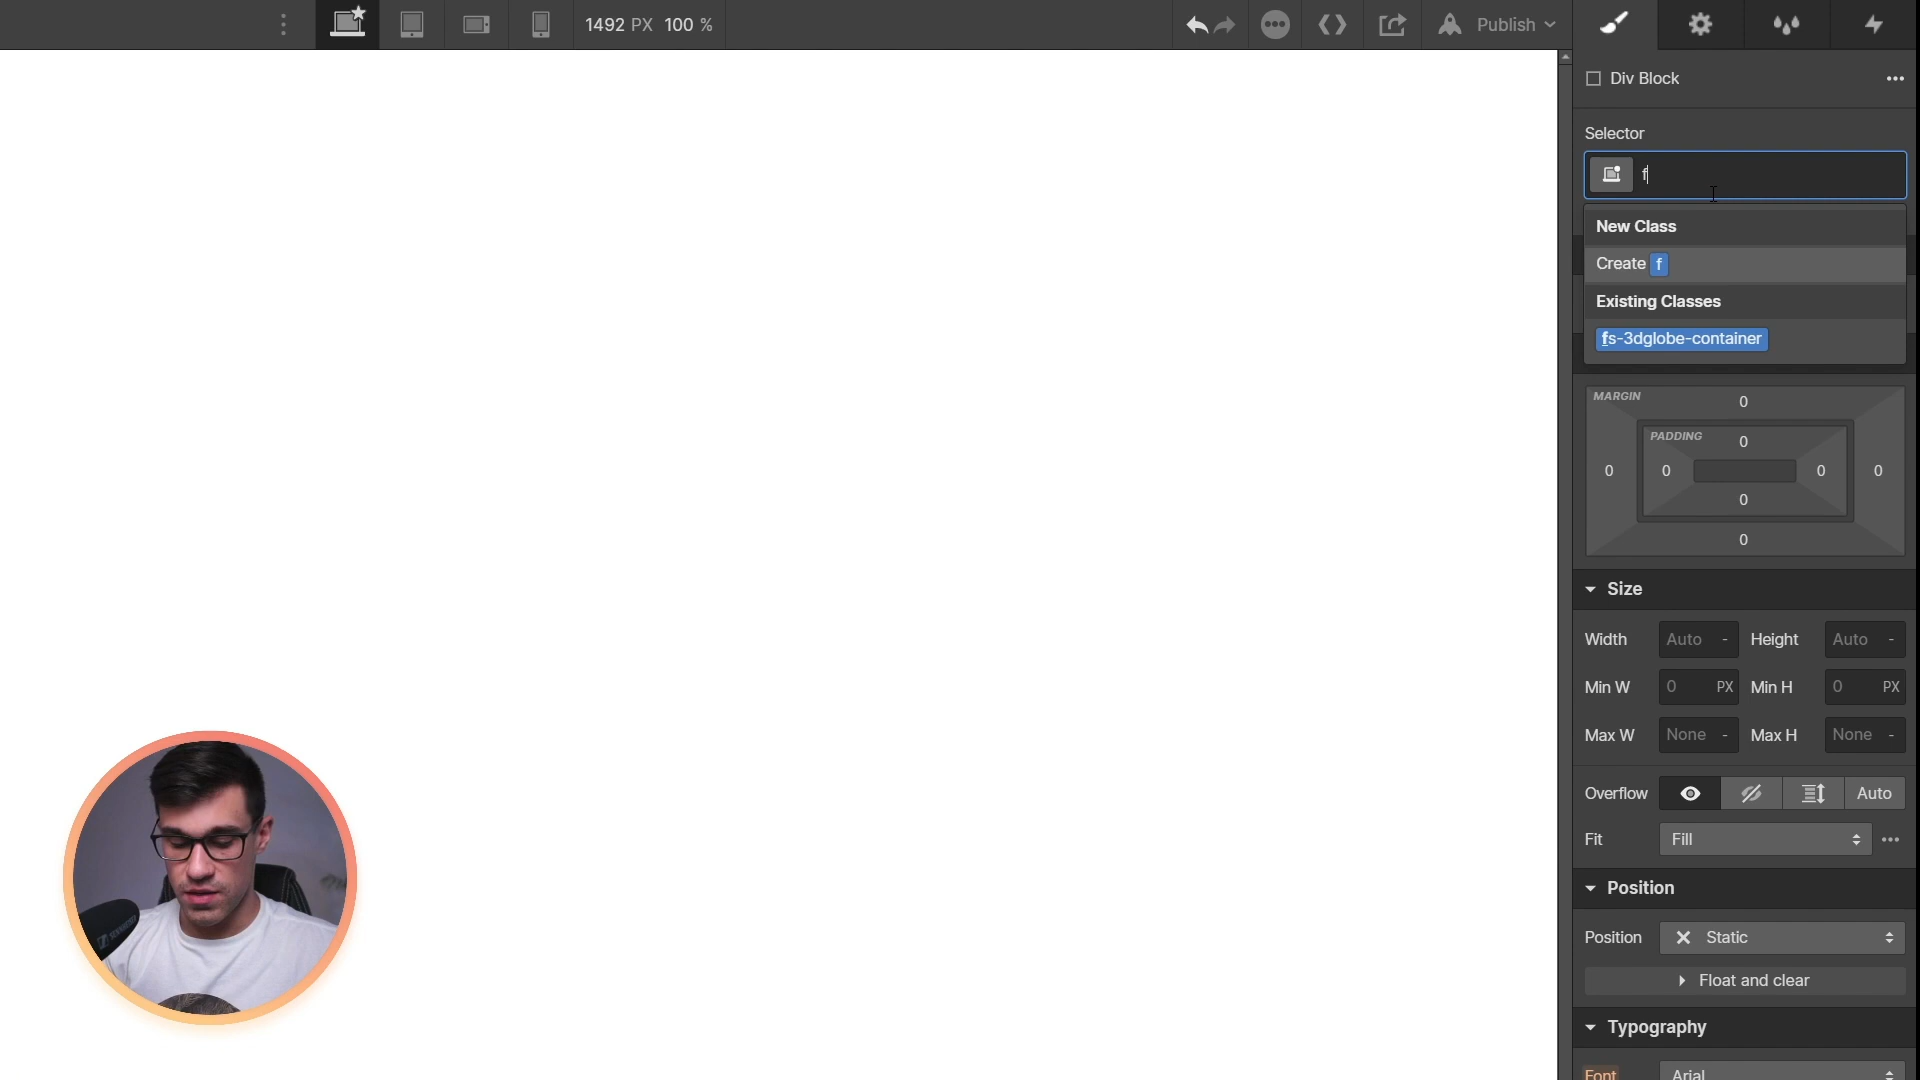 1492 PX 100 %
Publish
Div Block
Selector
f
New Class
Create f
Existing Classes
fs-3dglobe-container
MARGIN
0
PADDING
0
0 0 0 0
0
0
Size
Width Auto - Height Auto -
Min W 0 PX Min H 0 PX
Max W None - Max H None -
Overflow Auto
Fit Fill
Position
Position Static
Float and clear
Typography
Font Arial
SENNHEISER